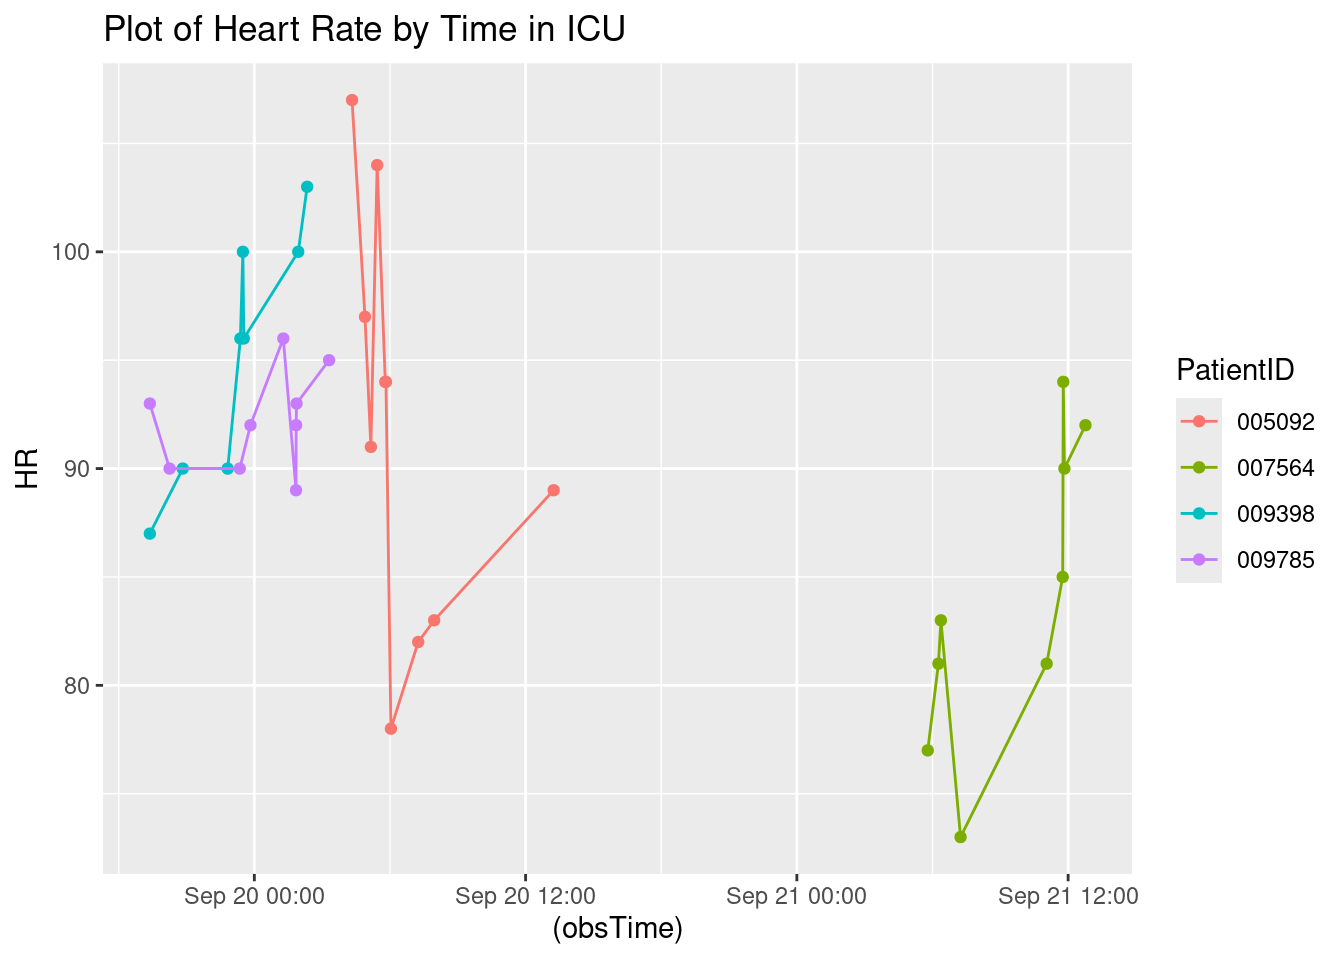 Plot of Heart Rate by Time in ICU
HR
100
90
80
Sep 20 00:00 Sep 20 12:00 Sep 21 00:00 Sep 21 12:00
(obsTime)
PatientID
005092
007564
009398
009785